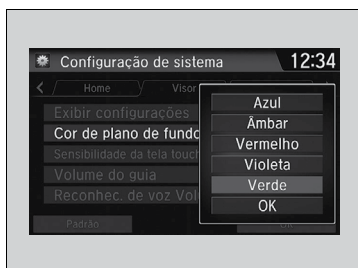 Configuração de sistema
12:34
Home
Visor
Exibir configurações
Cor de plano de fundo
Sensibilidade da tela touch
Volume do guia
Reconhec. de voz Vol
Padrão
OK
Azul
Âmbar
Vermelho
Violeta
Verde
OK